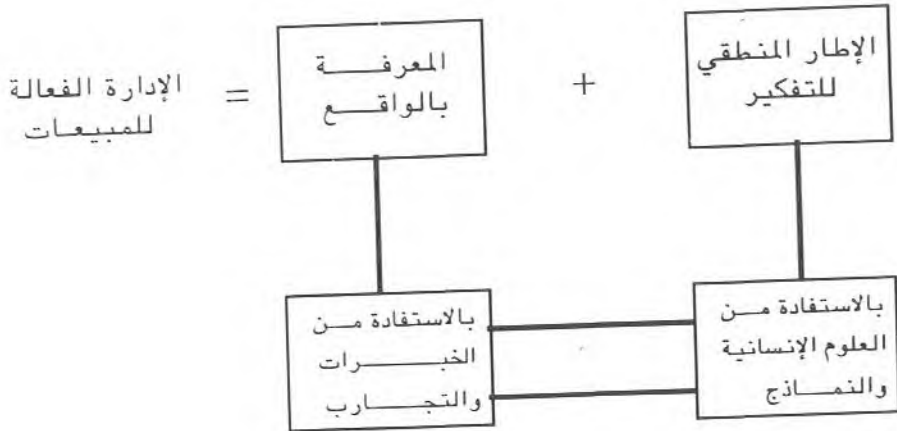 الإطار المنطقي
للتفكير
+
المعرفة
بالواقع
=
الإدارة الفعالة
للمبيعات
بالاستفادة من
العلوم الإنسانية
والنماذج
بالاستفادة من
الخبرات
والتجارب